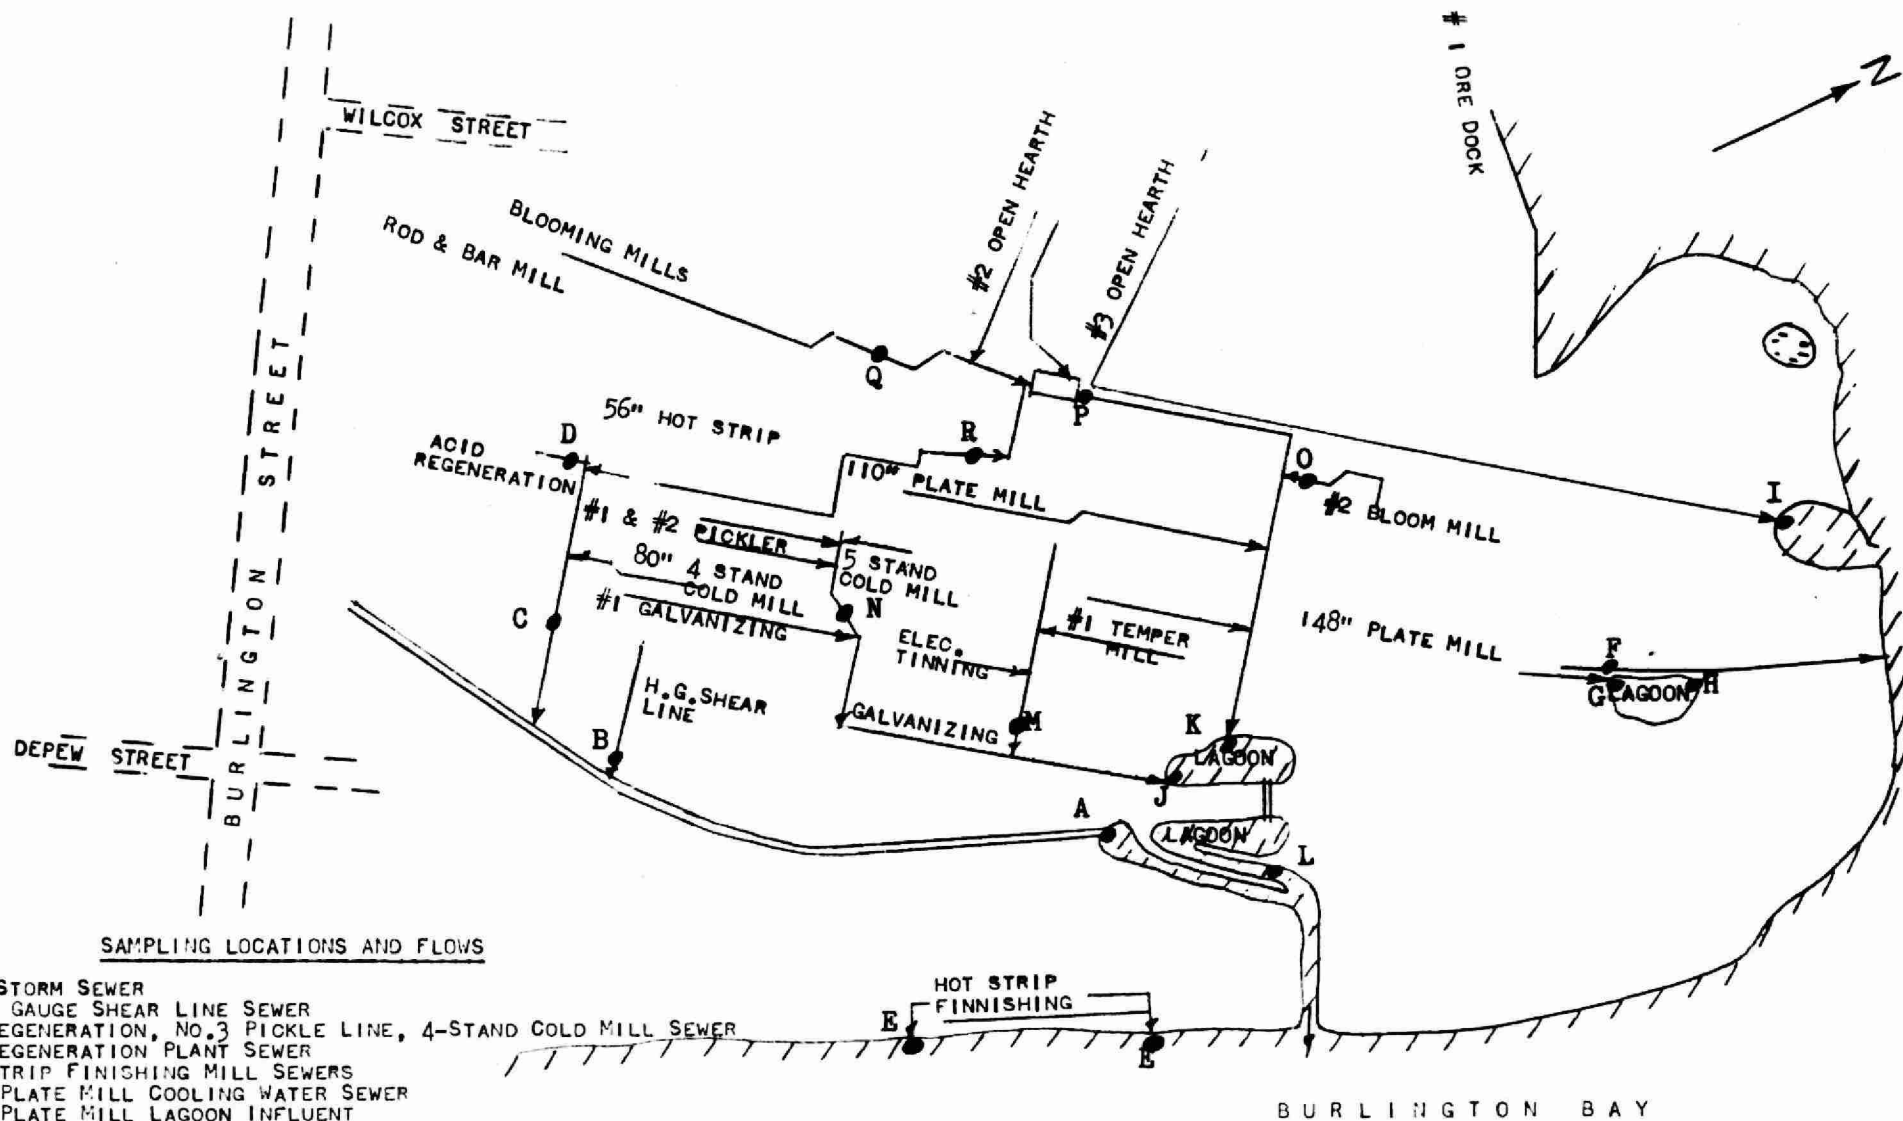 # 1 ORE DOCK
N
WILCOX STREET
BLOOMING MILLS
ROD & BAR MILL
#2 OPEN HEARTH
#3 OPEN HEARTH
Q
P
56" HOT STRIP
D
R
O
I
ACID
REGENERATION
110" PLATE MILL
#2 BLOOM MILL
#1 & #2 PICKLER
80" 4 STAND
COLD MILL
5 STAND
COLD MILL
#1 GALVANIZING
C
N
ELEC.
TINNING
#1 TEMPER
MILL
148" PLATE MILL
F
G
LAGOON
H
BURLINGTON STREET
H.G.SHEAR
LINE
GALVANIZING
M
K
B
DEPEW STREET
LAGOON
J
A
LAGOON
L
SAMPLING LOCATIONS AND FLOWS
STORM SEWER
GAUGE SHEAR LINE SEWER
EGENERATION, NO.3 PICKLE LINE, 4-STAND COLD MILL SEWER
EGENERATION PLANT SEWER
TRIP FINISHING MILL SEWERS
PLATE MILL COOLING WATER SEWER
PLATE MILL LAGOON INFLUENT
HOT STRIP
FINNISHING
E
E
BURLINGTON BAY